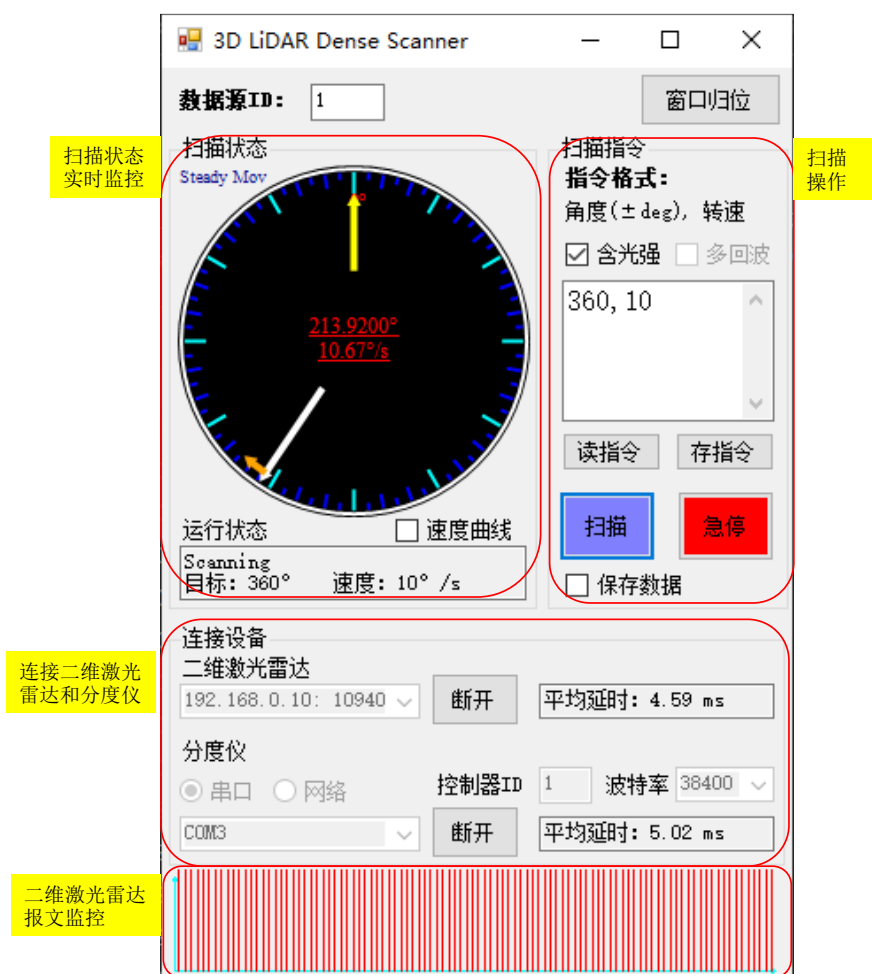 3D LiDAR Dense Scanner
数据源ID: 1
窗口归位
扫描状态
实时监控
扫描状态
Steady Mov
0°
213.9200°
10.67°/s
运行状态
速度曲线
Scanning
目标: 360° 速度: 10° /s
扫描指令
指令格式:
角度(±deg), 转速
含光强 多回波
360, 10
读指令 存指令
扫描 急停
保存数据
扫描
操作
连接二维激光
雷达和分度仪
连接设备
二维激光雷达
192.168.0.10: 10940 断开 平均延时: 4.59 ms
分度仪
串口 网络 控制器ID 1 波特率 38400
COM3 断开 平均延时: 5.02 ms
二维激光雷达
报文监控